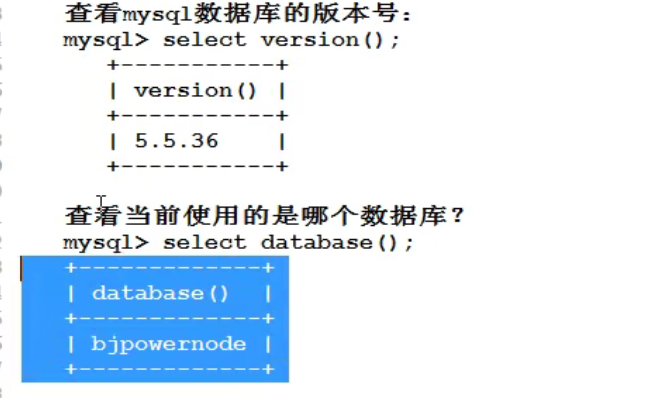 查看mysql数据库的版本号：
mysql> select version();
+-----------+
| version() |
+-----------+
| 5.5.36    |
+-----------+
查看当前使用的是哪个数据库？
mysql> select database();
+-------------+
| database()  |
+-------------+
| bjpowernode |
+-------------+